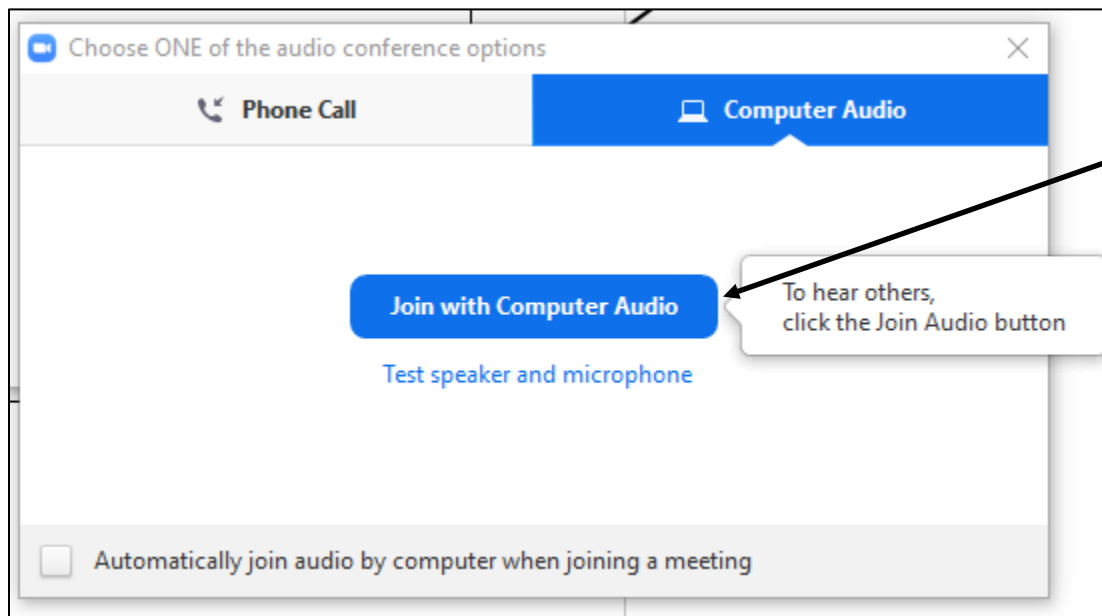 Choose ONE of the audio conference options
Phone Call
Computer Audio
Join with Computer Audio
To hear others,
click the Join Audio button
Test speaker and microphone
Automatically join audio by computer when joining a meeting